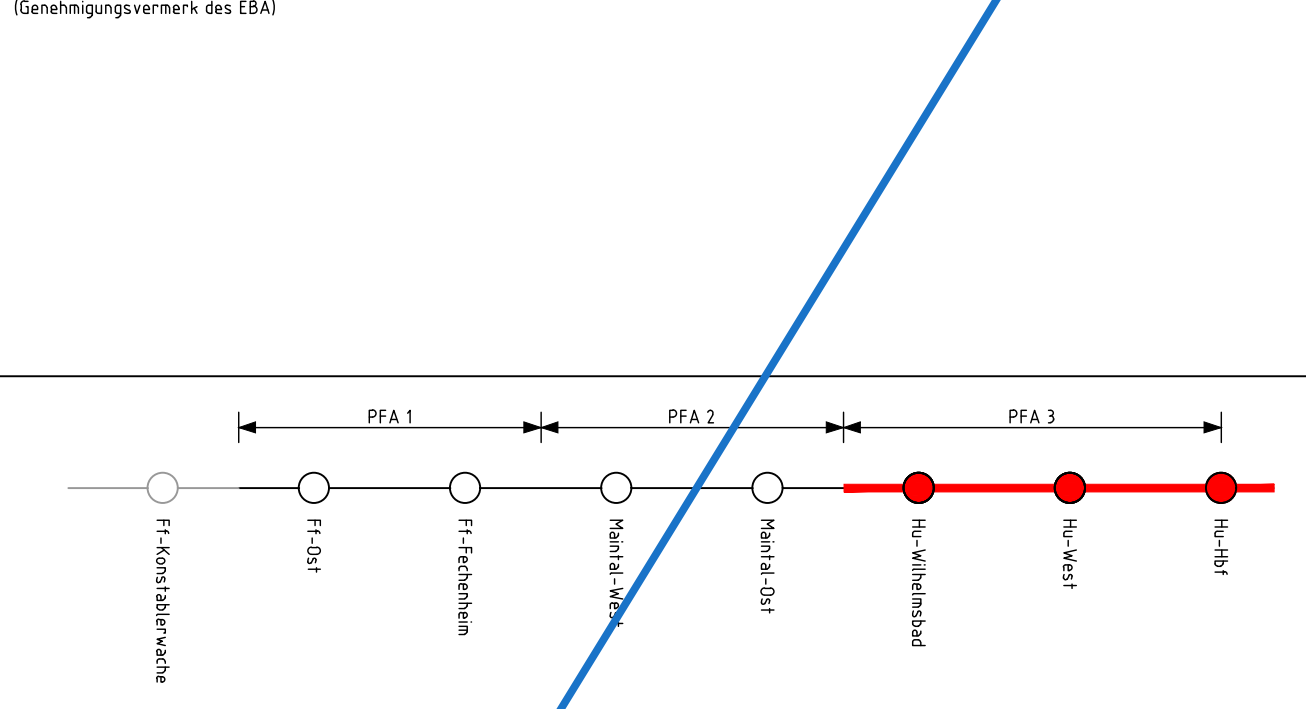 (Genehmigungsvermerk des EBA)
PFA 1
PFA 2
PFA 3
Ff-Konstablerwache
Ff-Ost
Ff-Fechenheim
Maintal-West
Maintal-Ost
Hu-Wilhelmsbad
Hu-West
Hu-Hbf